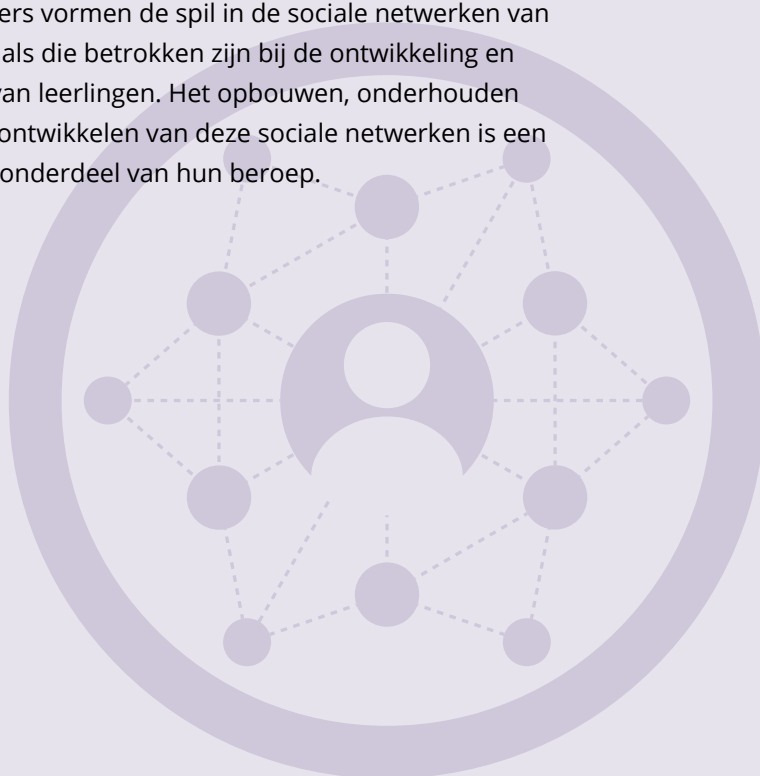 ers vormen de spil in de sociale netwerken van
als die betrokken zijn bij de ontwikkeling en
van leerlingen. Het opbouwen, onderhouden
ontwikkelen van deze sociale netwerken is een
onderdeel van hun beroep.